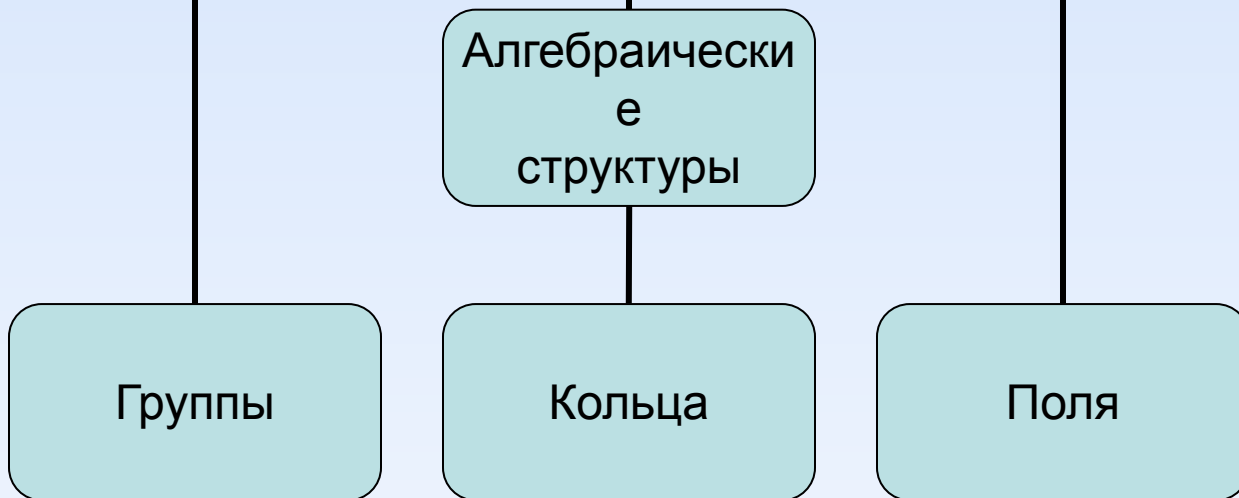 Алгебраически
е
структуры
Группы
Кольца
Поля